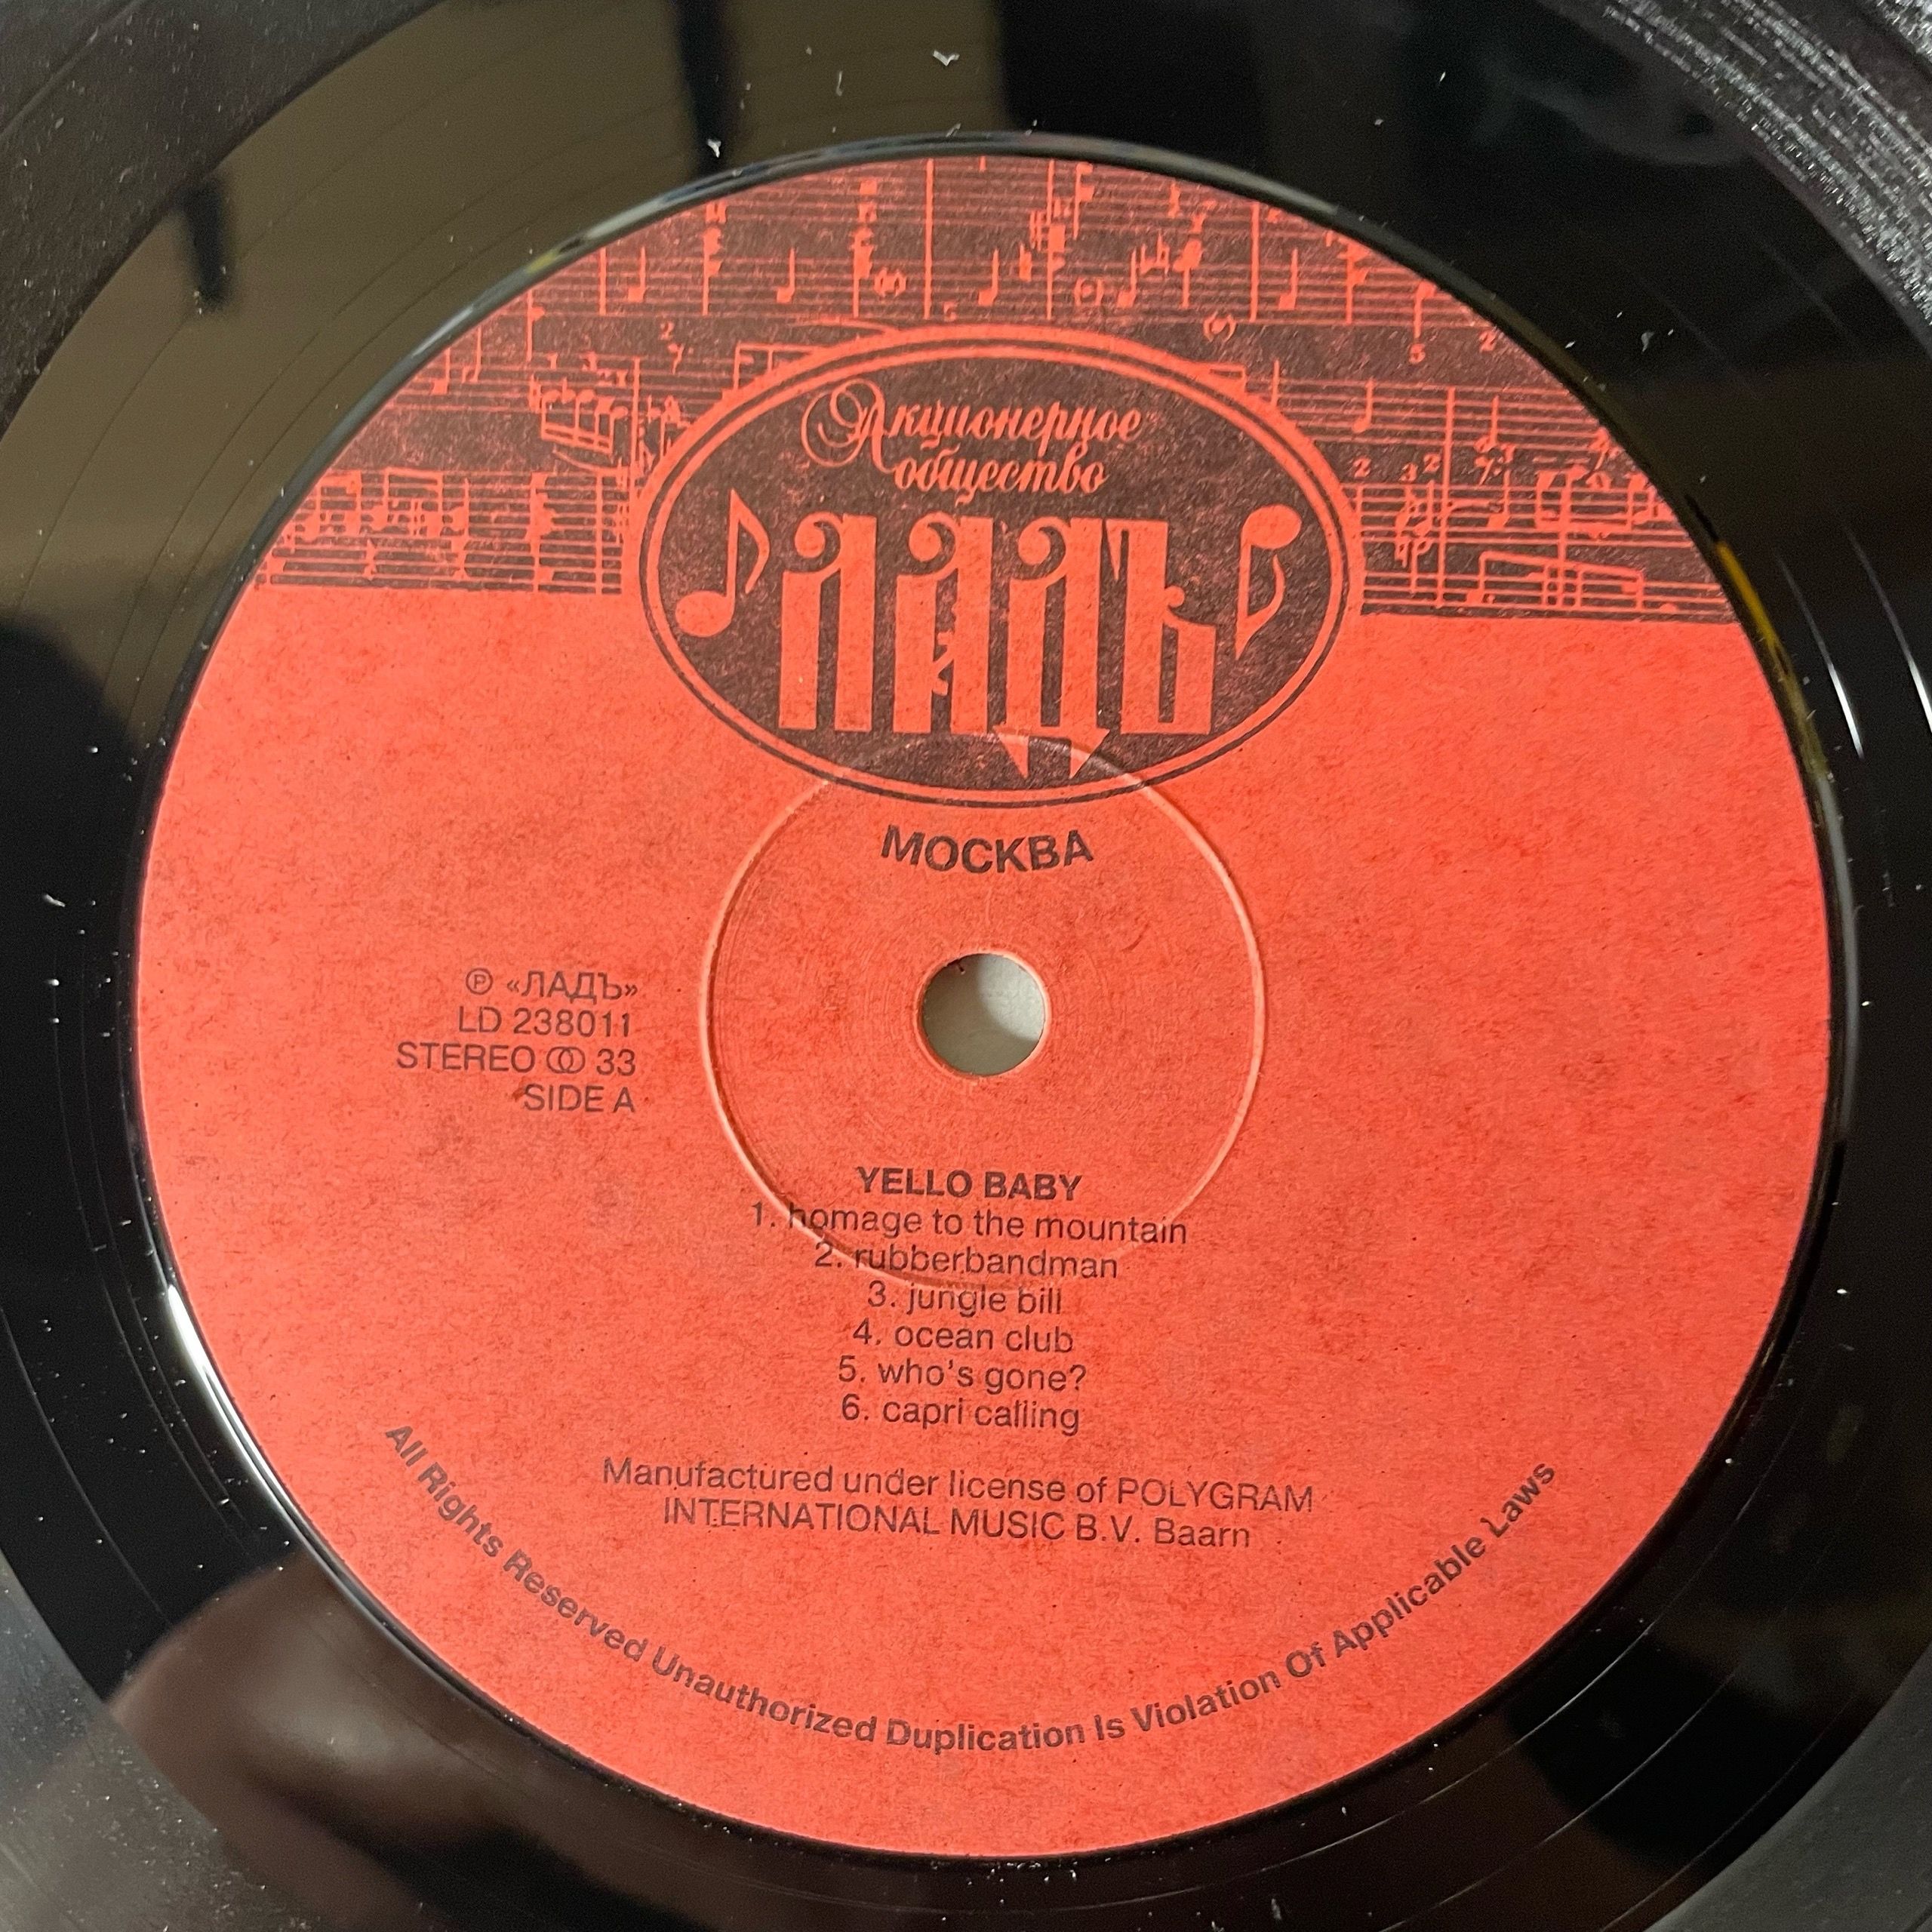 Акционерное
общество
ЛАДЪ
МОСКВА
℗ «ЛАДЪ»
LD 238011
STEREO 33
SIDE A
YELLO BABY
1. homage to the mountain
2. rubberbandman
3. jungle bill
4. ocean club
5. who's gone?
6. capri calling
Manufactured under license of POLYGRAM
INTERNATIONAL MUSIC B.V. Baarn
All Rights Reserved Unauthorized Duplication Is Violation Of Applicable Laws